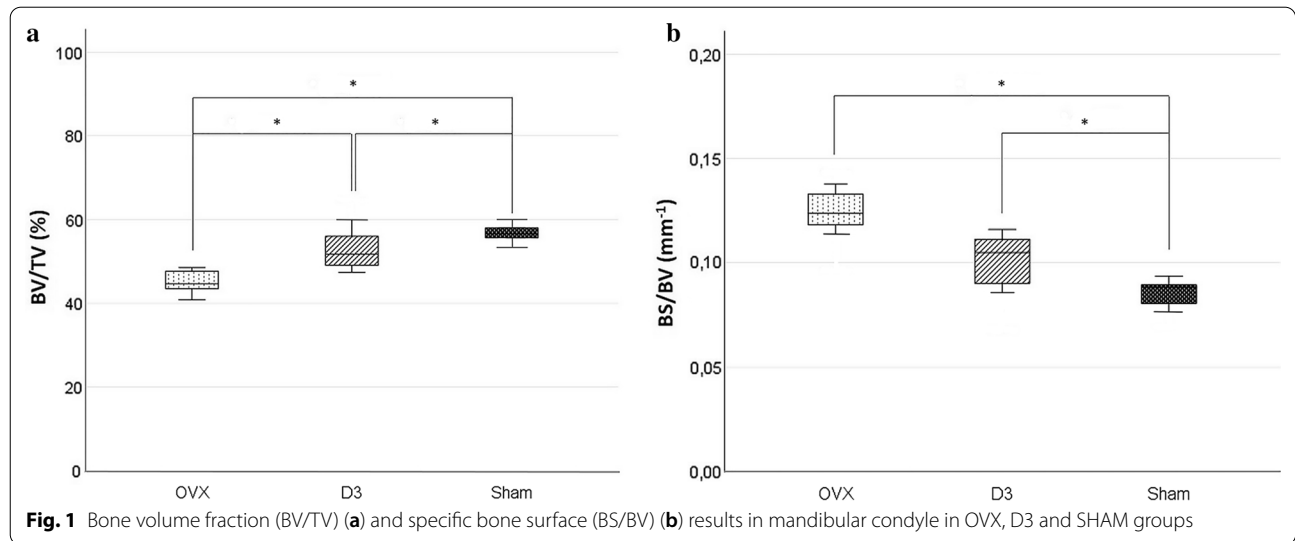 a
100
80
60
40
20
0
BV/TV (%)
*
*
*
OVX
D3
Sham
b
0,20
0,15
0,10
0,05
0,00
BS/BV (mm⁻¹)
*
*
OVX
D3
Sham
Fig. 1 Bone volume fraction (BV/TV) (a) and specific bone surface (BS/BV) (b) results in mandibular condyle in OVX, D3 and SHAM groups